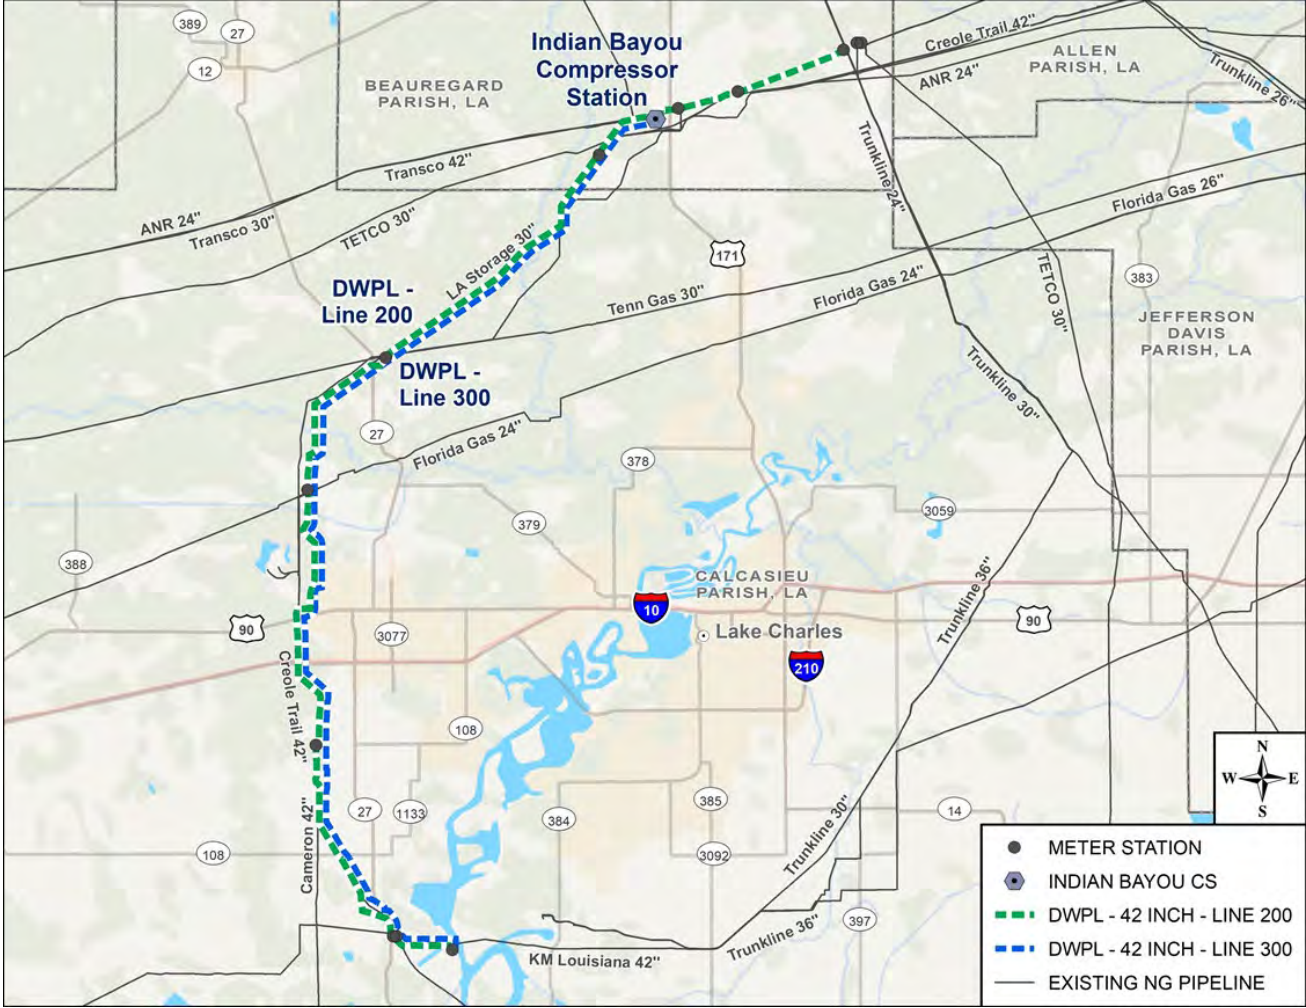 389
27
12
Indian Bayou
Compressor
Station
BEAUREGARD
PARISH, LA
Creole Trail 42"
ALLEN
PARISH, LA
ANR 24"
Trunkline 26"
Transco 42"
Trunkline 24"
Florida Gas 26"
ANR 24"
Transco 30"
TETCO 30"
LA Storage 30"
171
383
DWPL -
Line 200
Tenn Gas 30"
Florida Gas 24"
TETCO 30"
JEFFERSON
DAVIS
PARISH, LA
DWPL -
Line 300
Trunkline 30"
27
Florida Gas 24"
378
379
3059
388
CALCASIEU
PARISH, LA
10
Trunkline 36"
90
90
3077
Lake Charles
210
Creole Trail 42"
108
N
W
E
S
27
1133
384
385
14
Cameron 42"
108
3092
Trunkline 30"
397
Trunkline 36"
KM Louisiana 42"
METER STATION
INDIAN BAYOU CS
DWPL - 42 INCH - LINE 200
DWPL - 42 INCH - LINE 300
EXISTING NG PIPELINE